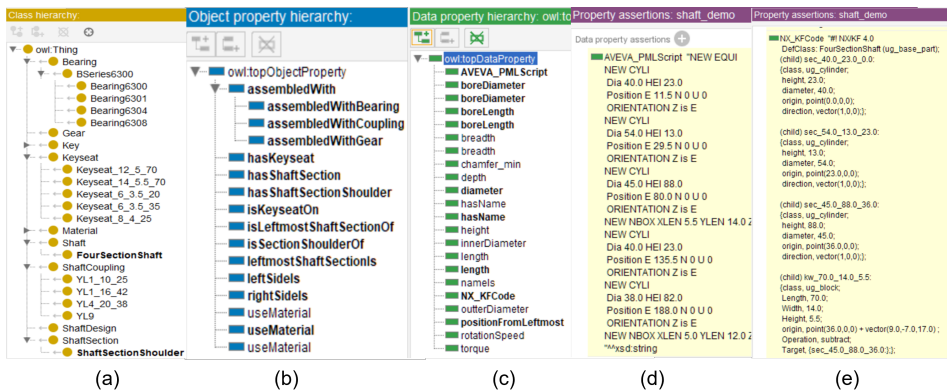 Class hierarchy:
owl:Thing
Bearing
BSeries6300
Bearing6300
Bearing6301
Bearing6304
Bearing6308
Gear
Key
Keyseat
Keyseat_12_5_70
Keyseat_14_5.5_70
Keyseat_6_3.5_20
Keyseat_6_3.5_35
Keyseat_8_4_25
Material
Shaft
FourSectionShaft
ShaftCoupling
YL1_10_25
YL1_16_42
YL4_20_38
YL9
ShaftDesign
ShaftSection
ShaftSectionShoulder
(a)
Object property hierarchy:
owl:topObjectProperty
assembledWith
assembledWithBearing
assembledWithCoupling
assembledWithGear
hasKeyseat
hasShaftSection
hasShaftSectionShoulder
isKeyseatOn
isLeftmostShaftSectionOf
isSectionShoulderOf
leftmostShaftSectionIs
leftSideIs
rightSideIs
useMaterial
useMaterial
useMaterial
(b)
Data property hierarchy: owl:to
owl:topDataProperty
AVEVA_PMLScript
boreDiameter
boreDiameter
boreLength
boreLength
breadth
breadth
chamfer_min
depth
diameter
hasName
hasName
height
innerDiameter
length
length
nameIs
NX_KFCode
outterDiameter
positionFromLeftmost
rotationSpeed
torque
(c)
Property assertions: shaft_demo
Data property assertions
AVEVA_PMLScript "NEW EQUI
NEW CYLI
Dia 40.0 HEI 23.0
Position E 11.5 N 0 U 0
ORIENTATION Z is E
NEW CYLI
Dia 54.0 HEI 13.0
Position E 29.5 N 0 U 0
ORIENTATION Z is E
NEW CYLI
Dia 45.0 HEI 88.0
Position E 80.0 N 0 U 0
ORIENTATION Z is E
NEW NBOX XLEN 5.5 YLEN 14.0 Z
NEW CYLI
Dia 40.0 HEI 23.0
Position E 135.5 N 0 U 0
ORIENTATION Z is E
NEW CYLI
Dia 38.0 HEI 82.0
Position E 188.0 N 0 U 0
ORIENTATION Z is E
NEW NBOX XLEN 5.0 YLEN 12.0 Z
"^^xsd:string
(d)
Property assertions: shaft_demo
NX_KFCode "#! NX/KF 4.0
DefClass: FourSectionShaft (ug_base_part);
(child) sec_40.0_23.0_0.0:
{class, ug_cylinder;
height, 23.0;
diameter, 40.0;
origin, point(0.0,0,0);
direction, vector(1,0,0);};
(child) sec_54.0_13.0_23.0:
{class, ug_cylinder;
height, 13.0;
diameter, 54.0;
origin, point(23.0,0,0);
direction, vector(1,0,0);};
(child) sec_45.0_88.0_36.0:
{class, ug_cylinder;
height, 88.0;
diameter, 45.0;
origin, point(36.0,0,0);
direction, vector(1,0,0);};
(child) kw_70.0_14.0_5.5:
{class, ug_block;
Length, 70.0;
Width, 14.0;
Height, 5.5;
origin, point(36.0,0,0) + vector(9.0,-7.0,17.0) ;
Operation, subtract;
Target, {sec_45.0_88.0_36.0:};};
(e)